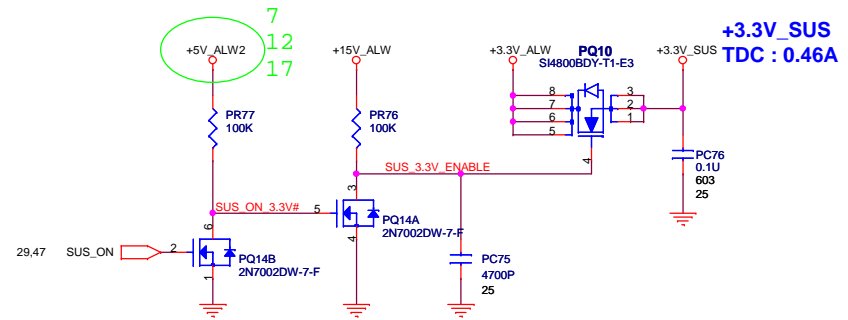 7
12
17
+5V_ALW2
+15V_ALW
+3.3V_ALW
PQ10
SI4800BDY-T1-E3
+3.3V_SUS
+3.3V_SUS
TDC : 0.46A
8
7
6
5
3
2
1
4
PR77
100K
PR76
100K
PC76
0.1U
603
25
SUS_3.3V_ENABLE
SUS_ON_3.3V#
5
3
4
PQ14A
2N7002DW-7-F
29,47
SUS_ON
2
6
1
PQ14B
2N7002DW-7-F
PC75
4700P
25